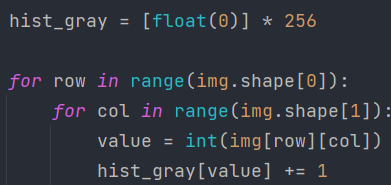 hist_gray = [float(0)] * 256
for row in range(img.shape[0]):
for col in range(img.shape[1]):
value = int(img[row][col])
hist_gray[value] += 1